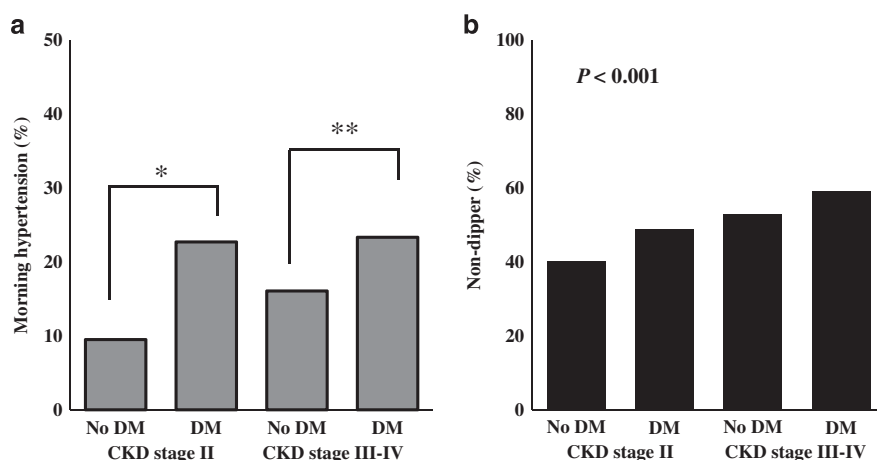 a
Morning hypertension (%)
50
40
30
20
10
0
*
**
No DM DM No DM DM
CKD stage II CKD stage III-IV
b
Non-dipper (%)
100
80
60
40
20
0
P < 0.001
No DM DM No DM DM
CKD stage II CKD stage III-IV